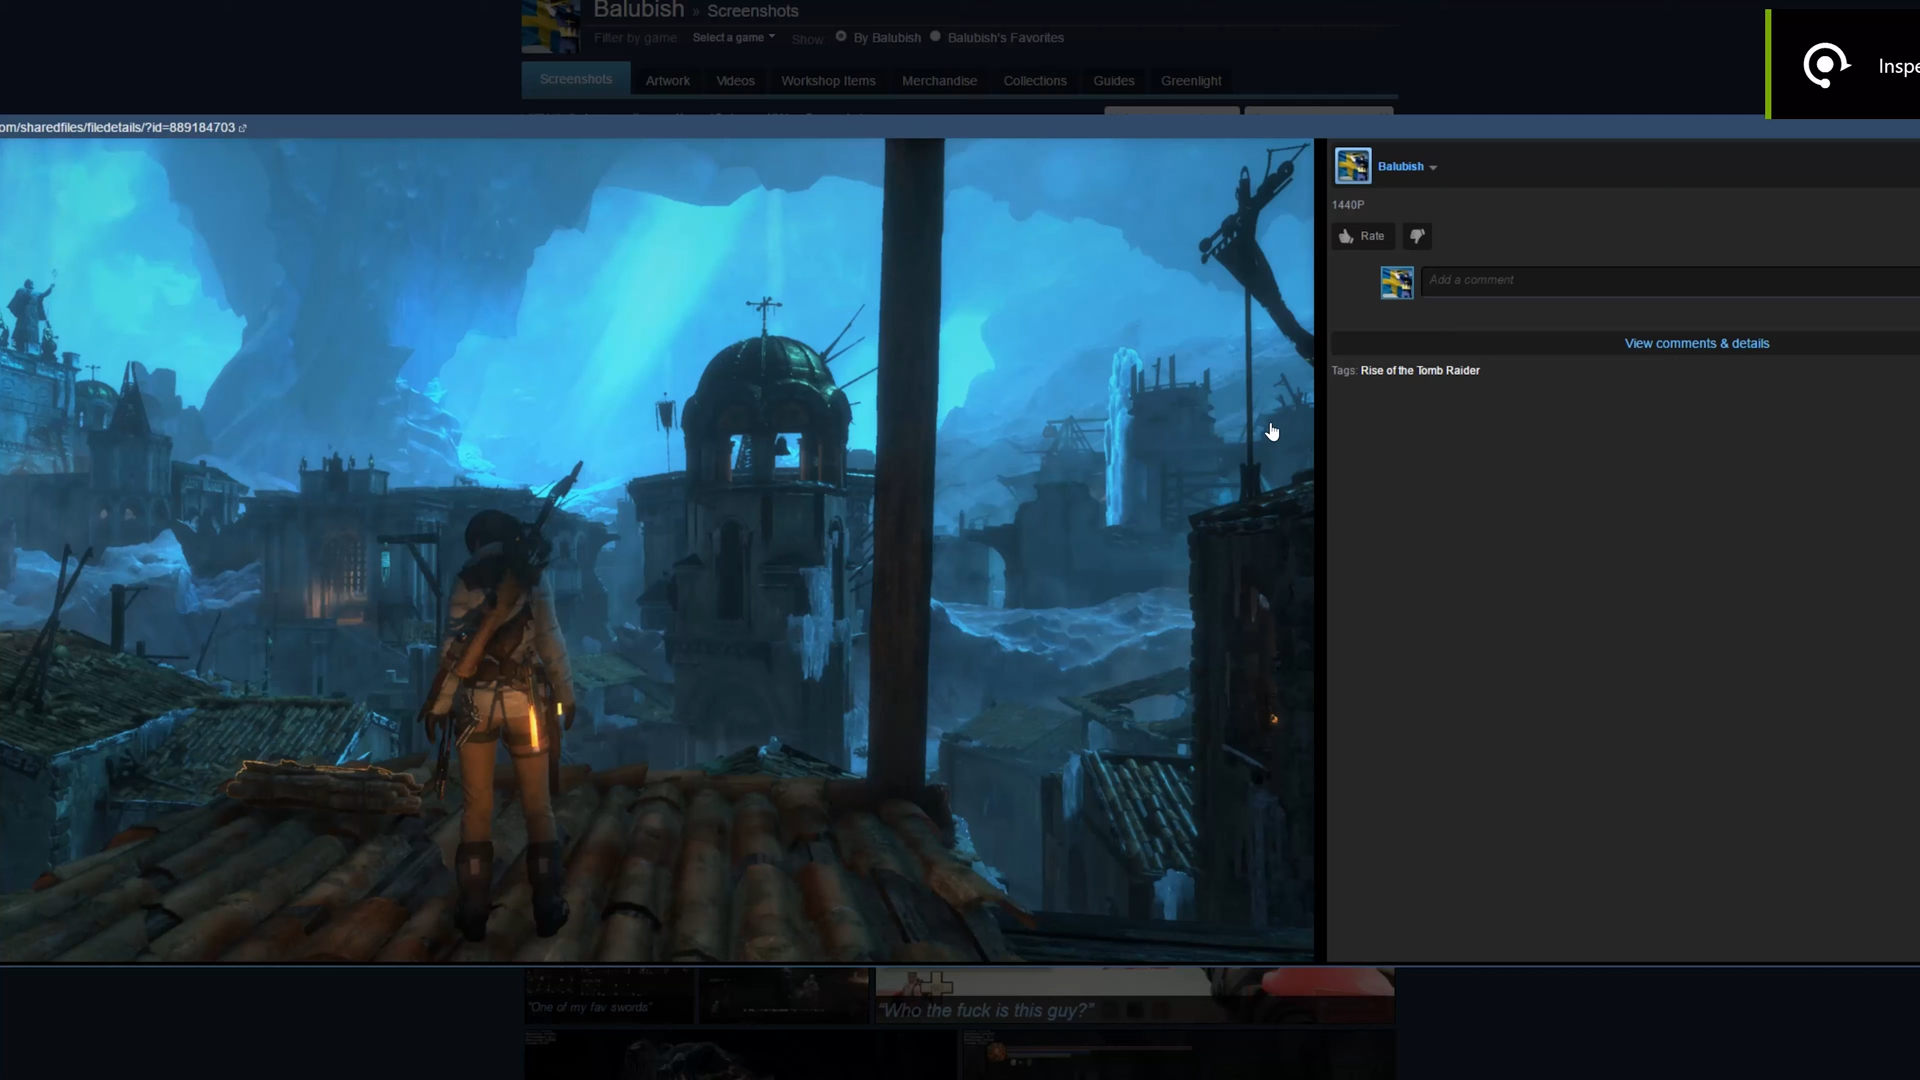 Balubish » Screenshots
Filter by game: Select a game Show: By Balubish Balubish's Favorites
Screenshots Artwork Videos Workshop Items Merchandise Collections Guides Greenlight
Inspe
om/sharedfiles/filedetails/?id=889184703
Balubish
1440P
Rate
Add a comment
View comments & details
Tags: Rise of the Tomb Raider
"One of my fav swords"
"Who the fuck is this guy?"